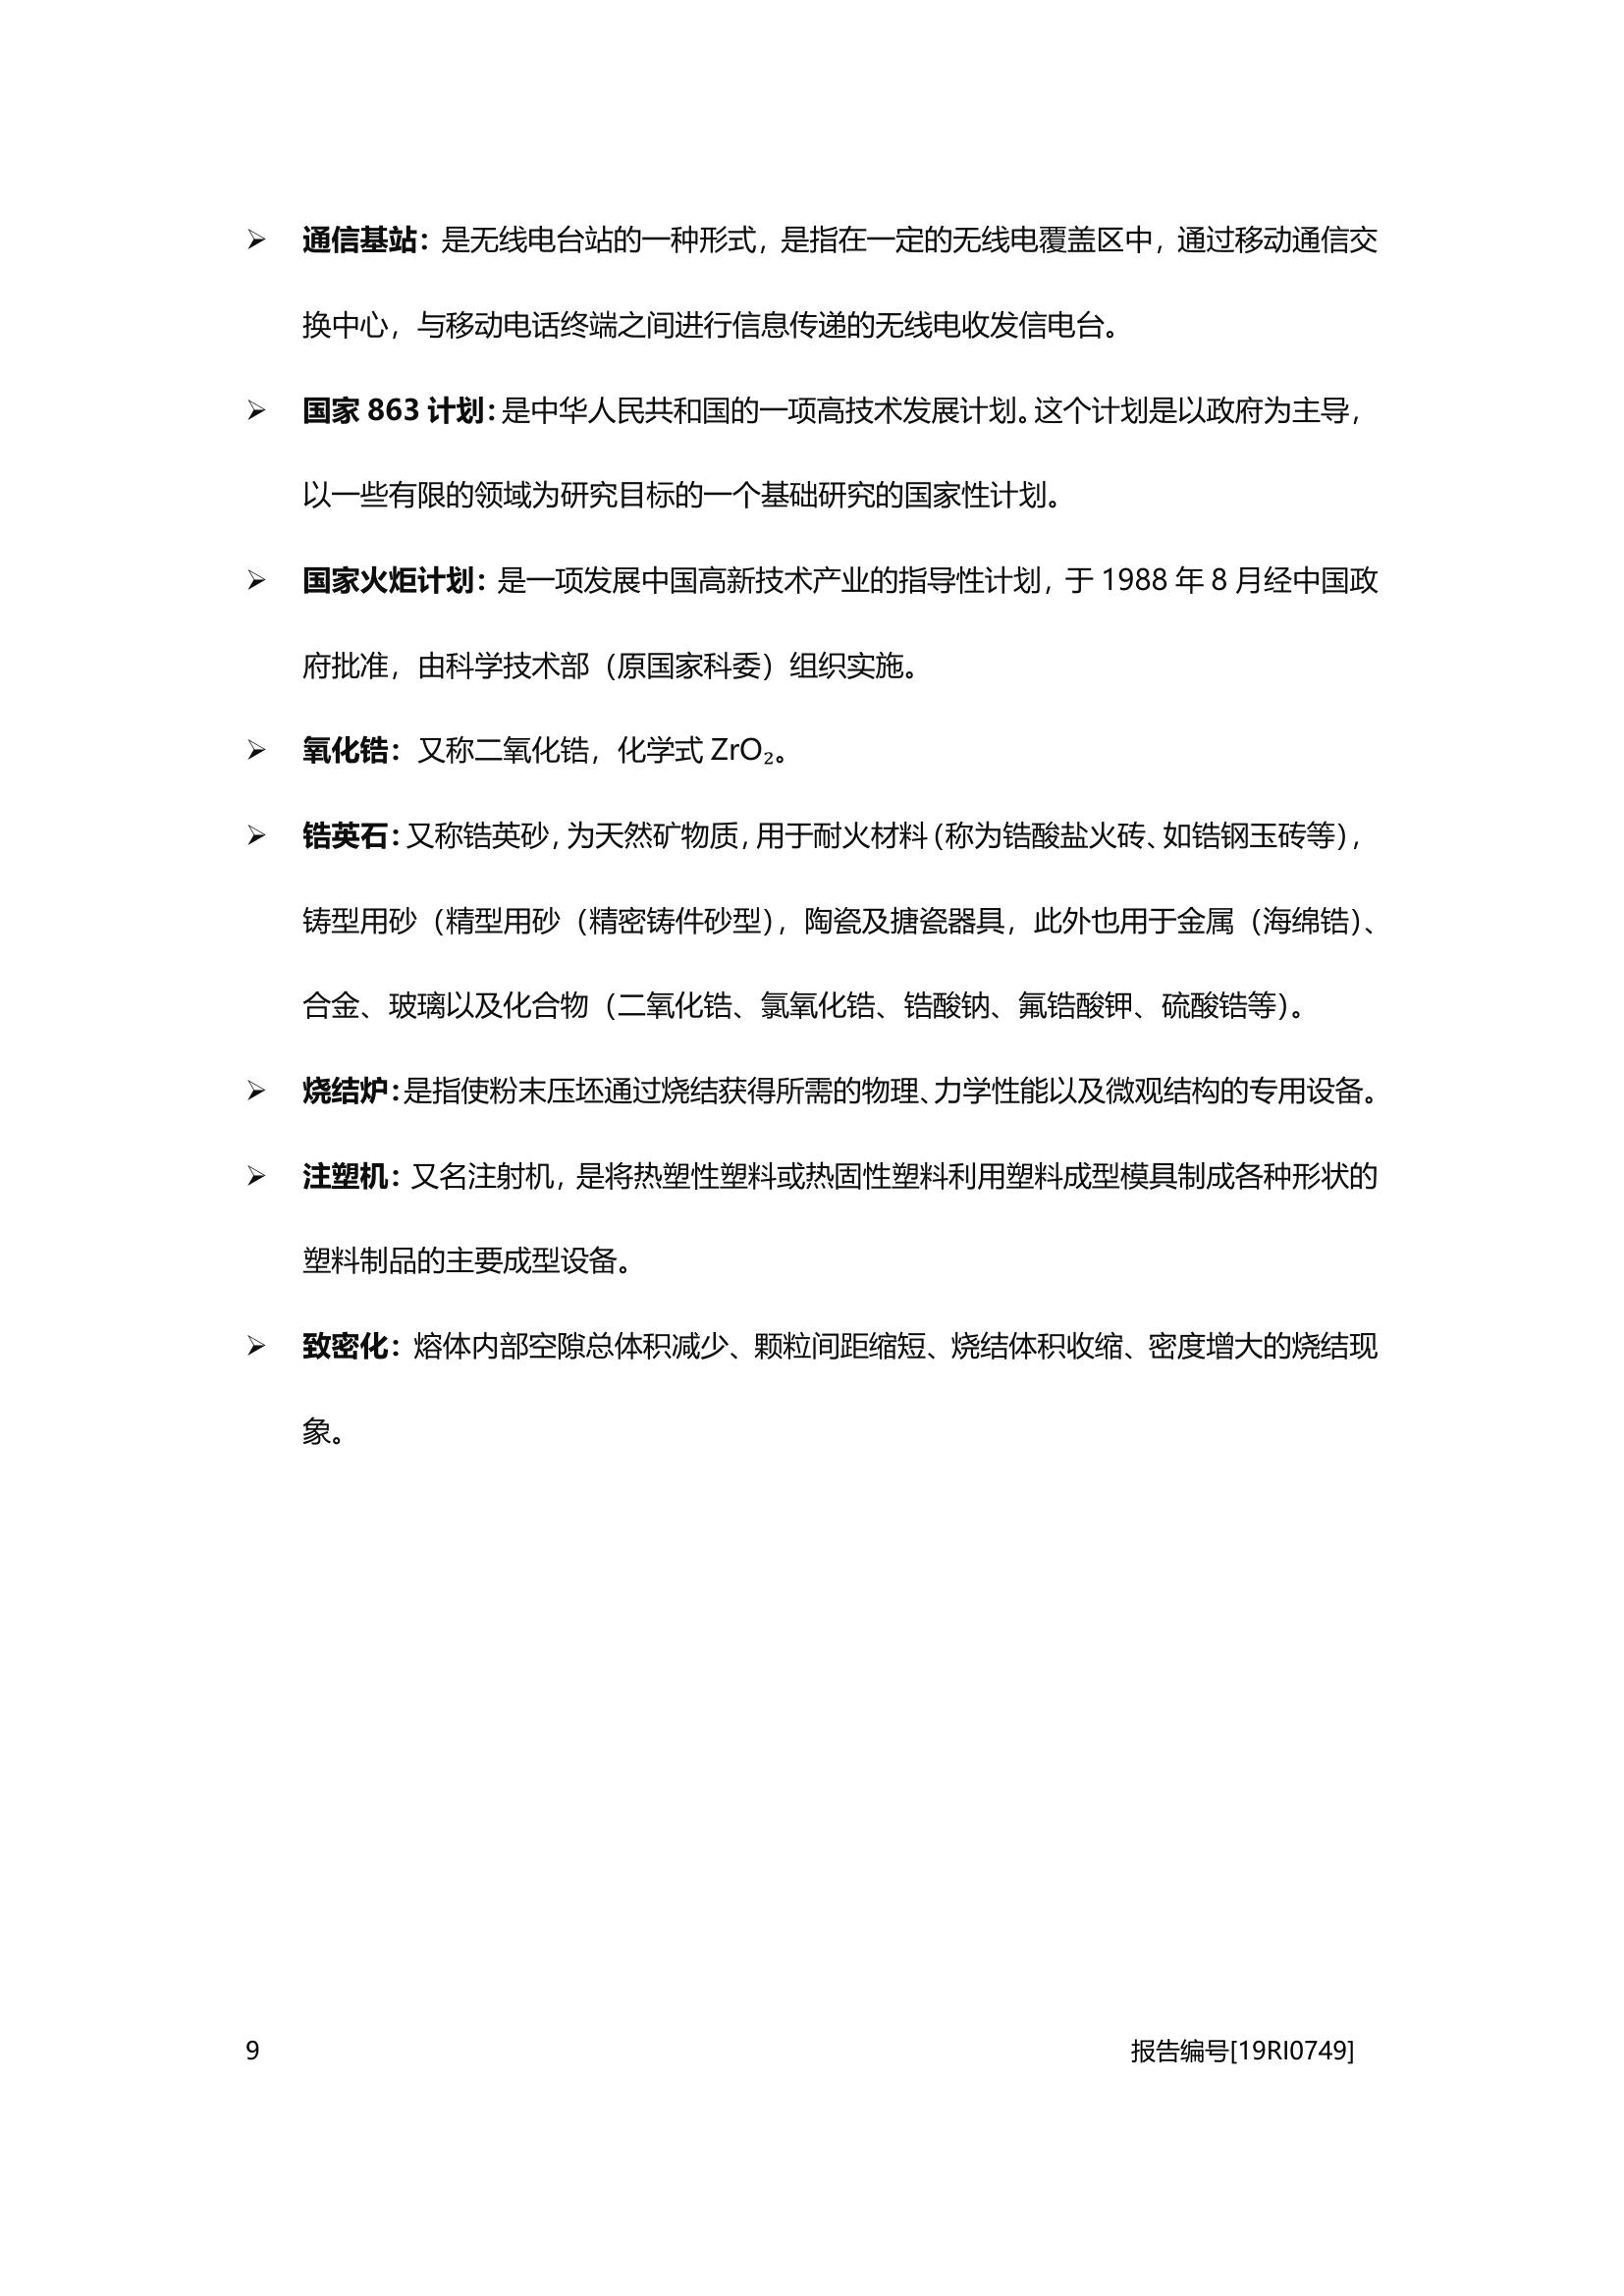 ➢ 通信基站：是无线电台站的一种形式，是指在一定的无线电覆盖区中，通过移动通信交
换中心，与移动电话终端之间进行信息传递的无线电收发信电台。
➢ 国家 863 计划：是中华人民共和国的一项高技术发展计划。这个计划是以政府为主导，
以一些有限的领域为研究目标的一个基础研究的国家性计划。
➢ 国家火炬计划：是一项发展中国高新技术产业的指导性计划，于 1988 年 8 月经中国政
府批准，由科学技术部（原国家科委）组织实施。
➢ 氧化锆：又称二氧化锆，化学式 ZrO₂。
➢ 锆英石：又称锆英砂，为天然矿物质，用于耐火材料（称为锆酸盐火砖、如锆钢玉砖等），
铸型用砂（精型用砂（精密铸件砂型），陶瓷及搪瓷器具，此外也用于金属（海绵锆）、
合金、玻璃以及化合物（二氧化锆、氯氧化锆、锆酸钠、氟锆酸钾、硫酸锆等）。
➢ 烧结炉：是指使粉末压坯通过烧结获得所需的物理、力学性能以及微观结构的专用设备。
➢ 注塑机：又名注射机，是将热塑性塑料或热固性塑料利用塑料成型模具制成各种形状的
塑料制品的主要成型设备。
➢ 致密化：熔体内部空隙总体积减少、颗粒间距缩短、烧结体积收缩、密度增大的烧结现
象。
9 报告编号[19RI0749]